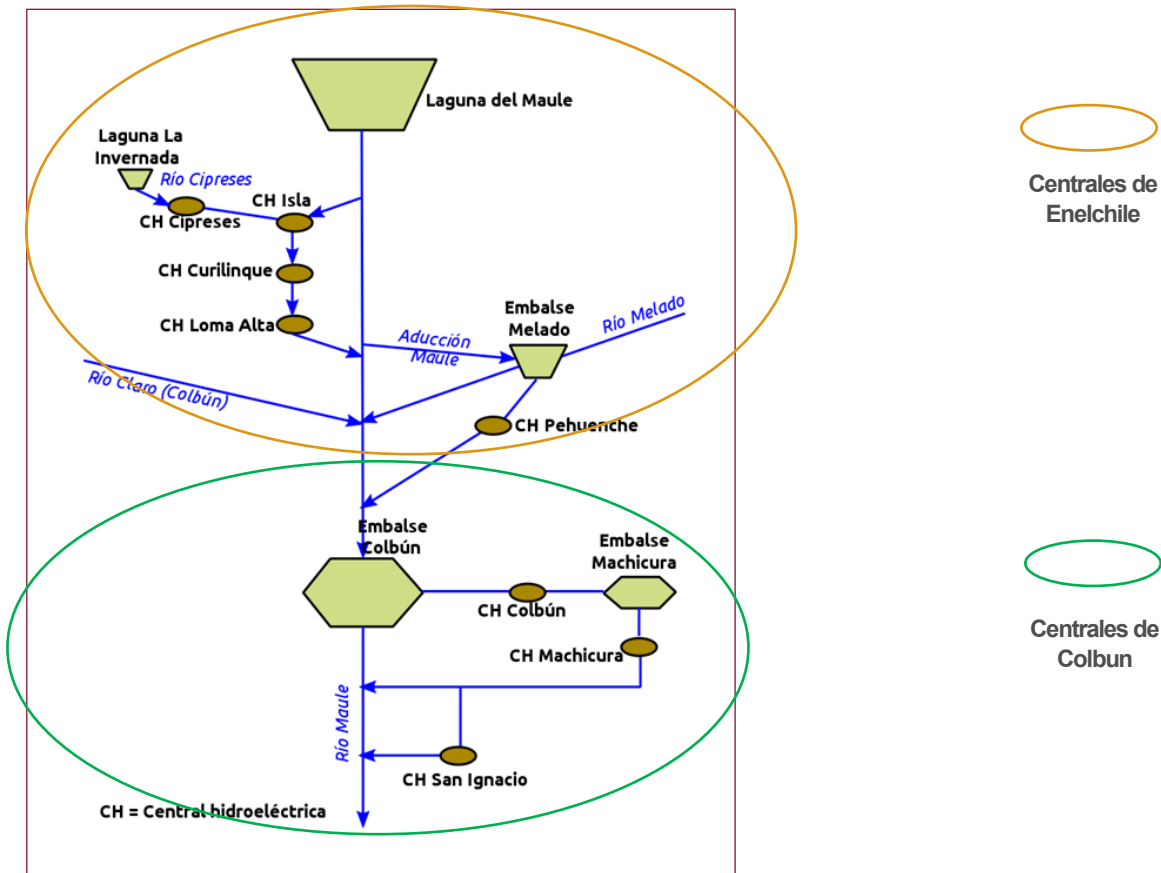 Laguna del Maule
Laguna La
Invernada
Río Cipreses
CH Isla
CH Cipreses
CH Curilinque
CH Loma Alta
Embalse
Melado
Río Melado
Aducción
Maule
Río Claro (Colbún)
CH Pehuenche
Embalse
Colbún
Embalse
Machicura
CH Colbún
CH Machicura
Río Maule
CH San Ignacio
CH = Central hidroeléctrica
Centrales de
Enelchile
Centrales de
Colbun